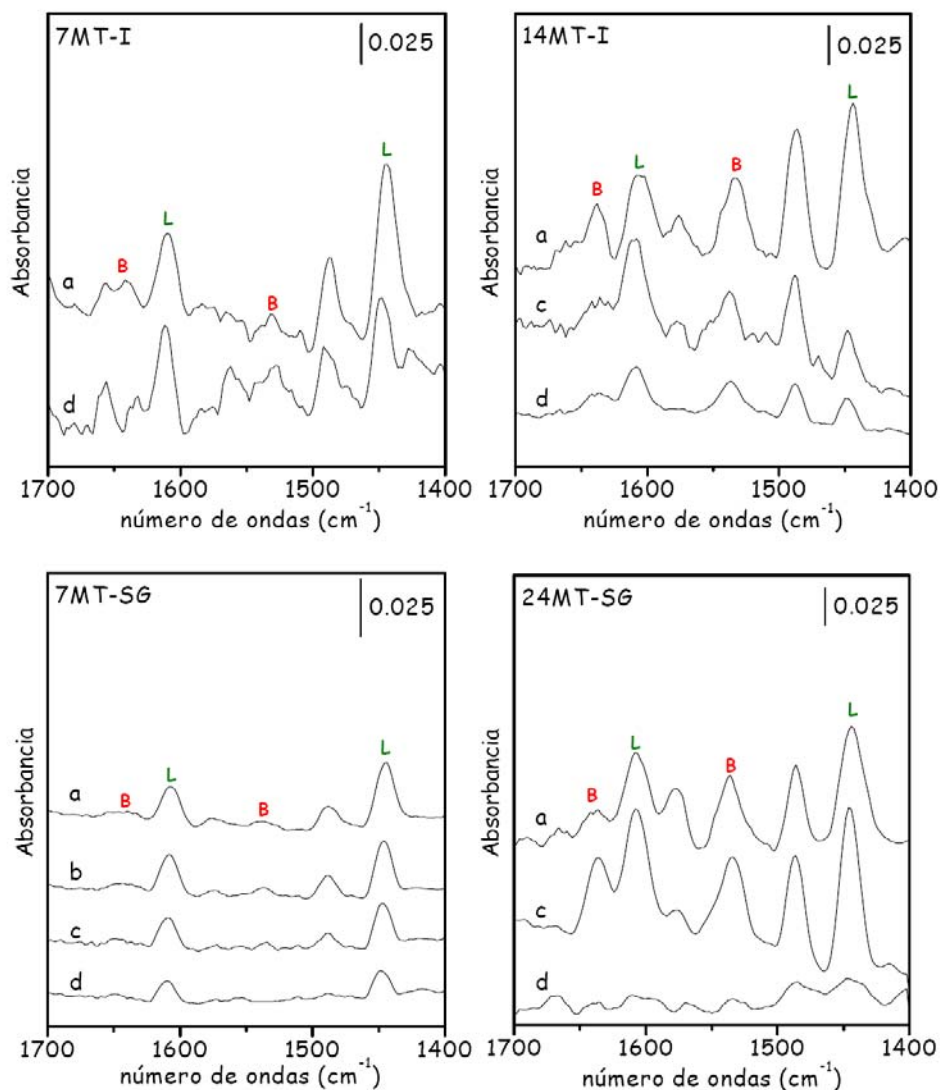 7MT-I
0.025
Absorbancia
B
L
B
L
a
d
1700
1600
1500
1400
número de ondas (cm⁻¹)
14MT-I
0.025
Absorbancia
B
L
B
L
a
c
d
1700
1600
1500
1400
número de ondas (cm⁻¹)
7MT-SG
0.025
Absorbancia
B
L
B
L
a
b
c
d
1700
1600
1500
1400
número de ondas (cm⁻¹)
24MT-SG
0.025
Absorbancia
B
L
B
L
a
c
d
1700
1600
1500
1400
número de ondas (cm⁻¹)